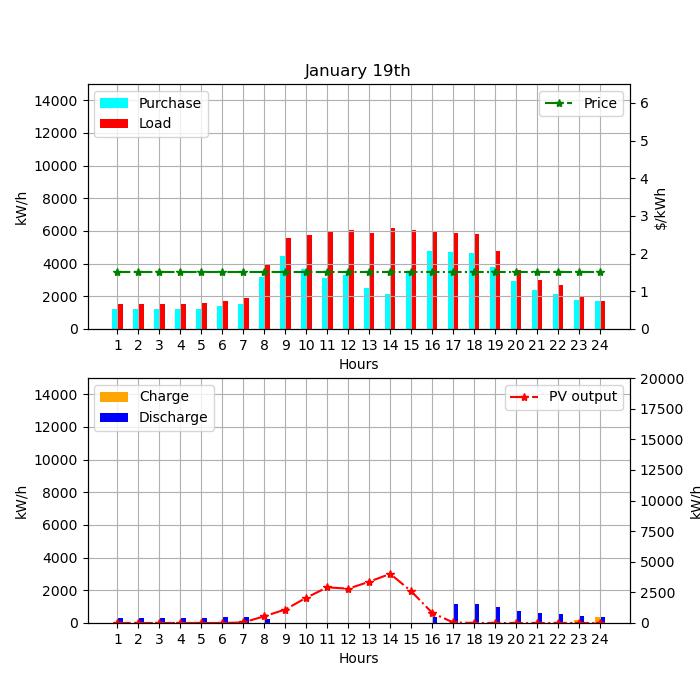 January 19th
14000
12000
10000
8000
6000
4000
2000
0
kW/h
Purchase
Load
Price
6
5
4
3
2
1
0
$/kWh
1 2 3 4 5 6 7 8 9 10 11 12 13 14 15 16 17 18 19 20 21 22 23 24
Hours
14000
12000
10000
8000
6000
4000
2000
0
kW/h
Charge
Discharge
PV output
20000
17500
15000
12500
10000
7500
5000
2500
0
kW/h
1 2 3 4 5 6 7 8 9 10 11 12 13 14 15 16 17 18 19 20 21 22 23 24
Hours